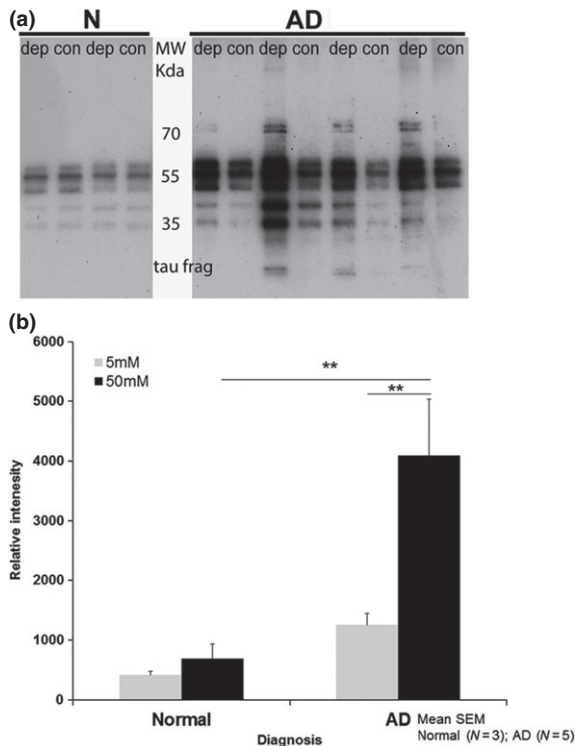 (a)
N AD
dep con dep con MW dep con dep con dep con dep con
Kda
70
55
35
tau frag
(b)
6000
5000
4000
3000
2000
1000
0
Relative intenesity
5mM
50mM
**
**
Normal AD
Diagnosis
Mean SEM
Normal (N=3); AD (N=5)